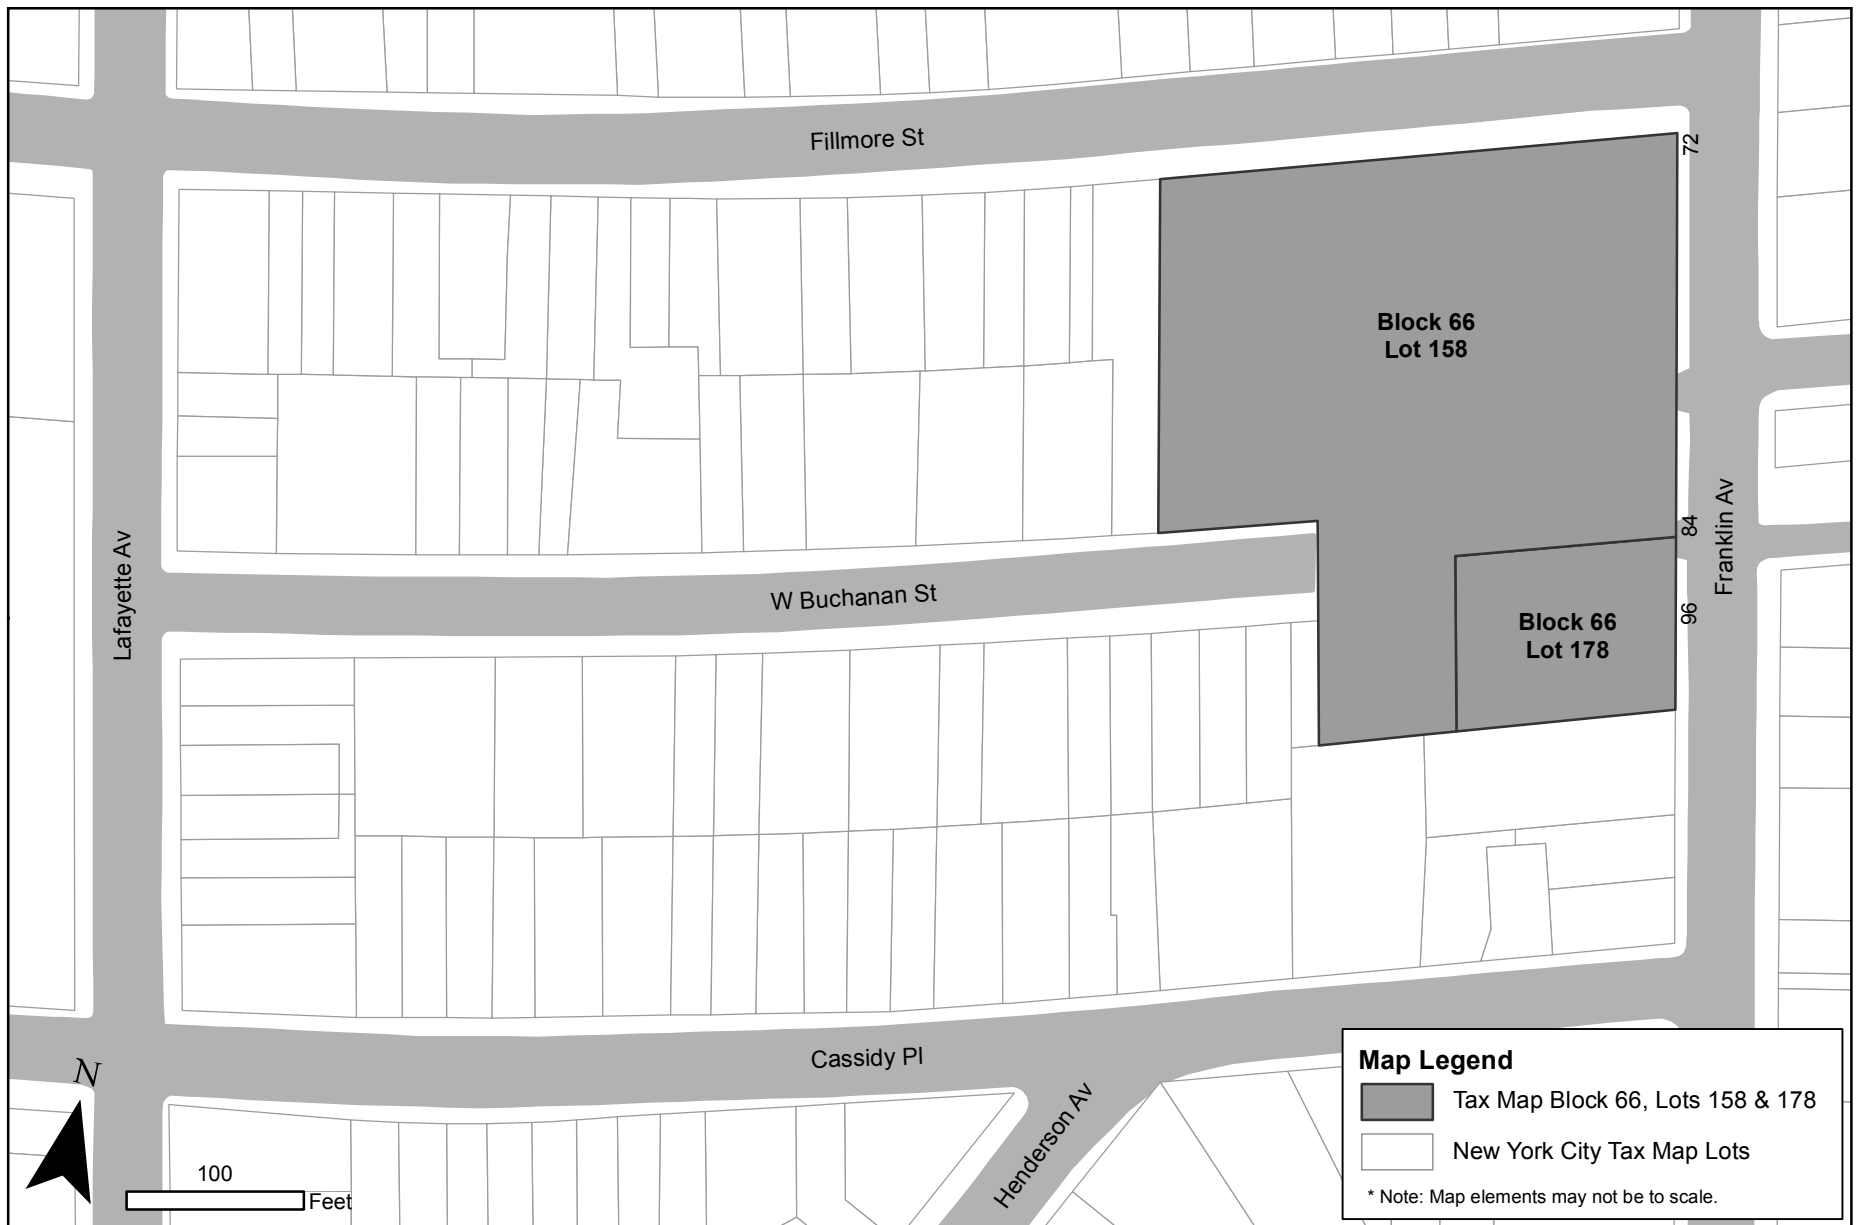 Fillmore St
72
Block 66
Lot 158
Lafayette Av
W Buchanan St
84
Franklin Av
96
Block 66
Lot 178
Cassidy Pl
Henderson Av
N
100
Feet
Map Legend
Tax Map Block 66, Lots 158 & 178
New York City Tax Map Lots
* Note: Map elements may not be to scale.